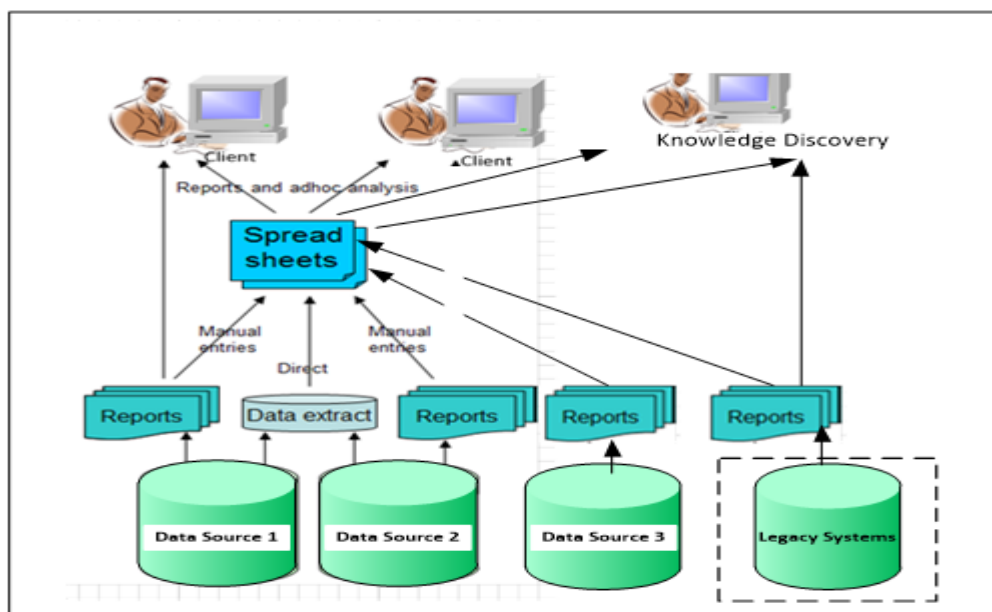 Client
Client
Knowledge Discovery
Reports and adhoc analysis
Spread
sheets
Manual
entries
Direct
Manual
entries
Reports
Data extract
Reports
Reports
Reports
Data Source 1
Data Source 2
Data Source 3
Legacy Systems